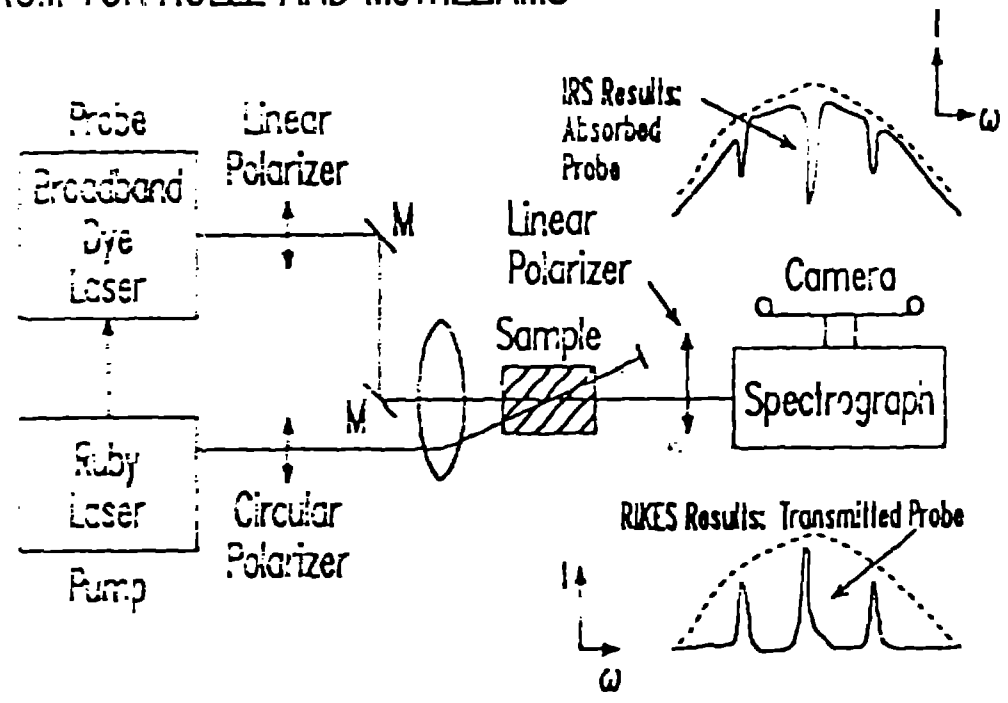 Probe
Broadband
Dye
Laser
Linear
Polarizer
M
M
Ruby
Laser
Pump
Circular
Polarizer
Sample
Linear
Polarizer
Camera
Spectrograph
IRS Results:
Absorbed
Probe
I
ω
RIKES Results: Transmitted Probe
I
ω